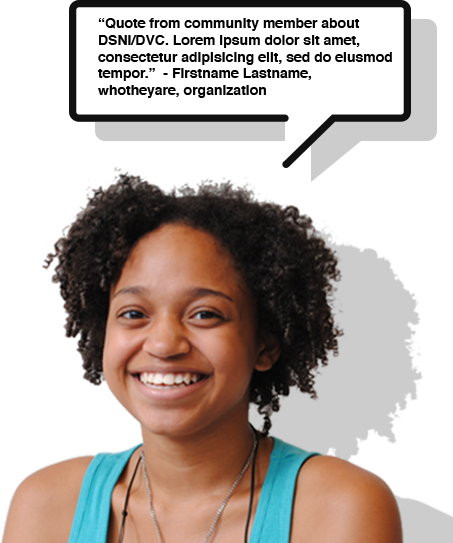 “Quote from community member about
DSNI/DVC. Lorem ipsum dolor sit amet,
consectetur adipisicing elit, sed do eiusmod
tempor.”  - Firstname Lastname,
whotheyare, organization